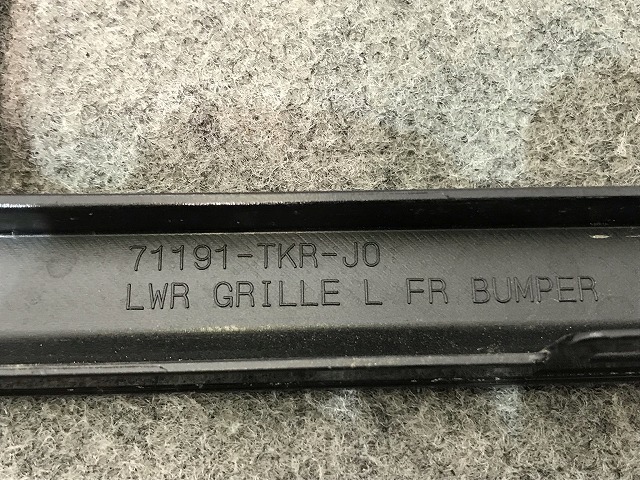 71191-TKR-J0
LWR GRILLE L FR BUMPER